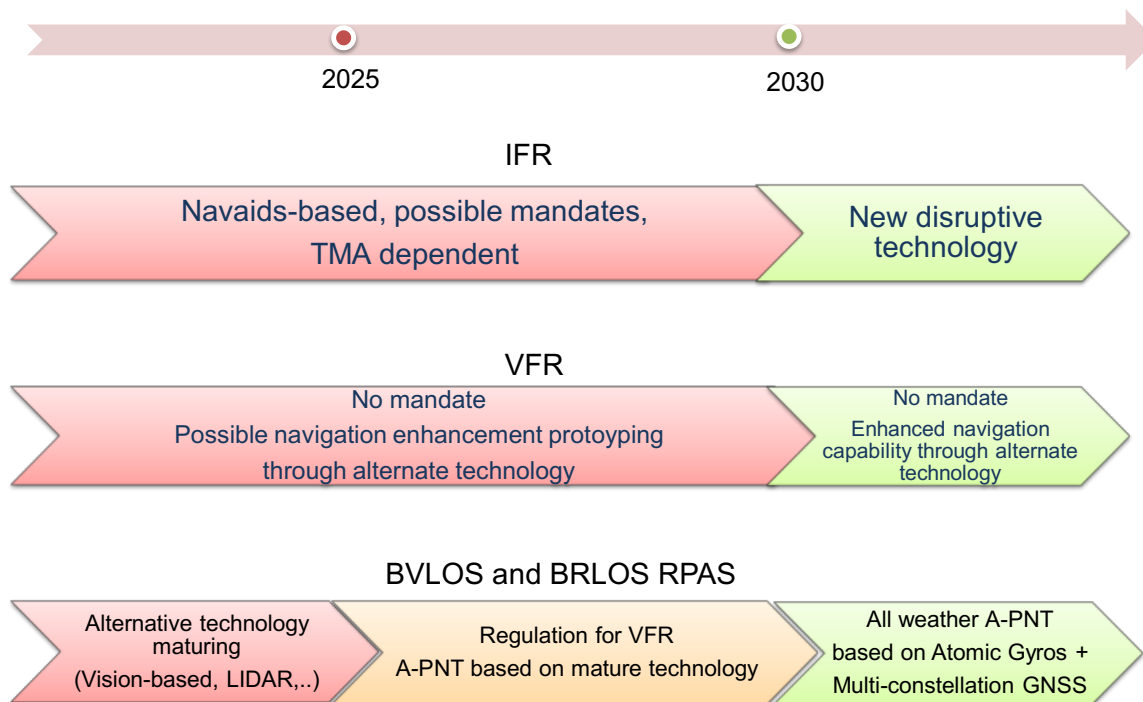 2025
2030
IFR
Navaids-based, possible mandates,
TMA dependent
New disruptive
technology
VFR
No mandate
Possible navigation enhancement protoyping
through alternate technology
No mandate
Enhanced navigation
capability through alternate
technology
BVLOS and BRLOS RPAS
Alternative technology
maturing
(Vision-based, LIDAR,..)
Regulation for VFR
A-PNT based on mature technology
All weather A-PNT
based on Atomic Gyros +
Multi-constellation GNSS